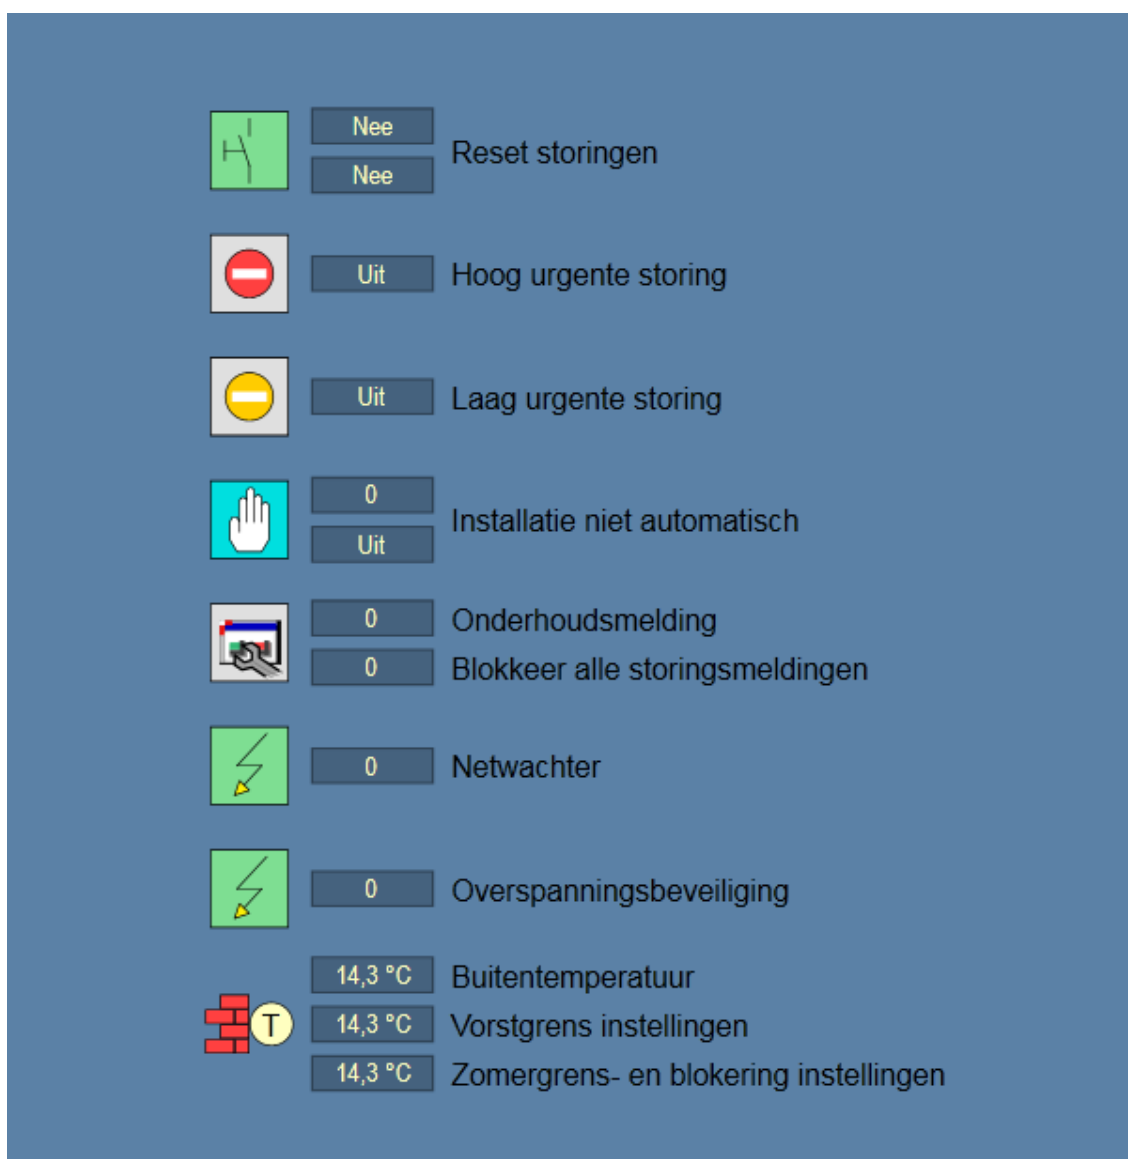 Nee
Reset storingen
Nee
Uit Hoog urgente storing
Uit Laag urgente storing
0
Installatie niet automatisch
Uit
0 Onderhoudsmelding
0 Blokkeer alle storingsmeldingen
0 Netwachter
0 Overspanningsbeveiliging
14,3 °C Buitentemperatuur
T 14,3 °C Vorstgrens instellingen
14,3 °C Zomergrens- en blokering instellingen